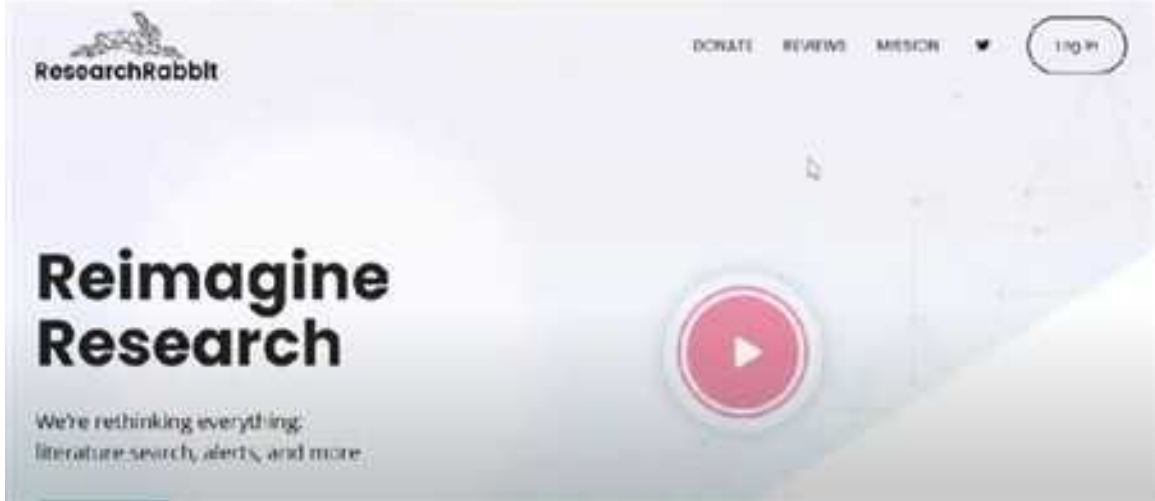 ResearchRabbit
DONATE REVIEWS MISSION Log in
Reimagine
Research
We're rethinking everything:
literature search, alerts, and more